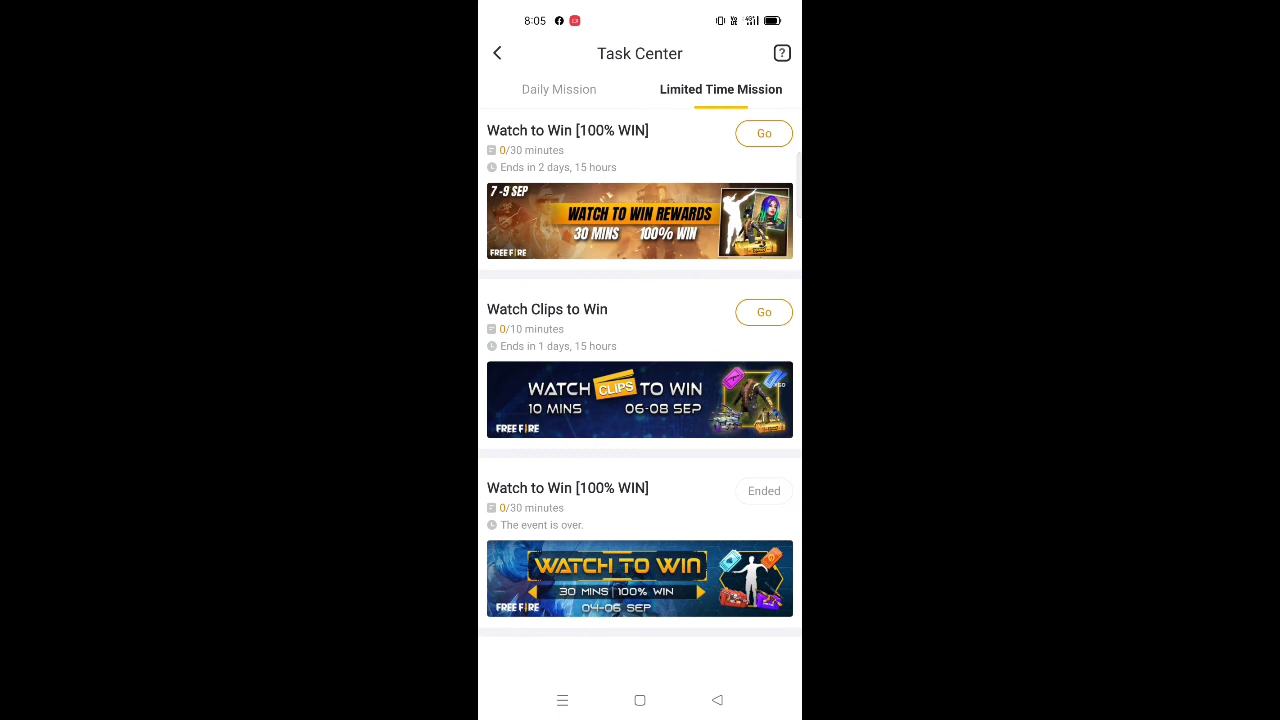 8:05
Task Center
Daily Mission
Limited Time Mission
Watch to Win [100% WIN]
Go
0/30 minutes
Ends in 2 days, 15 hours
7-9 SEP
WATCH TO WIN REWARDS
30 MINS 100% WIN
FREE FIRE
Watch Clips to Win
Go
0/10 minutes
Ends in 1 days, 15 hours
WATCH CLIPS TO WIN
10 MINS 06-08 SEP
FREE FIRE
Watch to Win [100% WIN]
Ended
0/30 minutes
The event is over.
WATCH TO WIN
30 MINS | 100% WIN
FREE FIRE
04-06 SEP